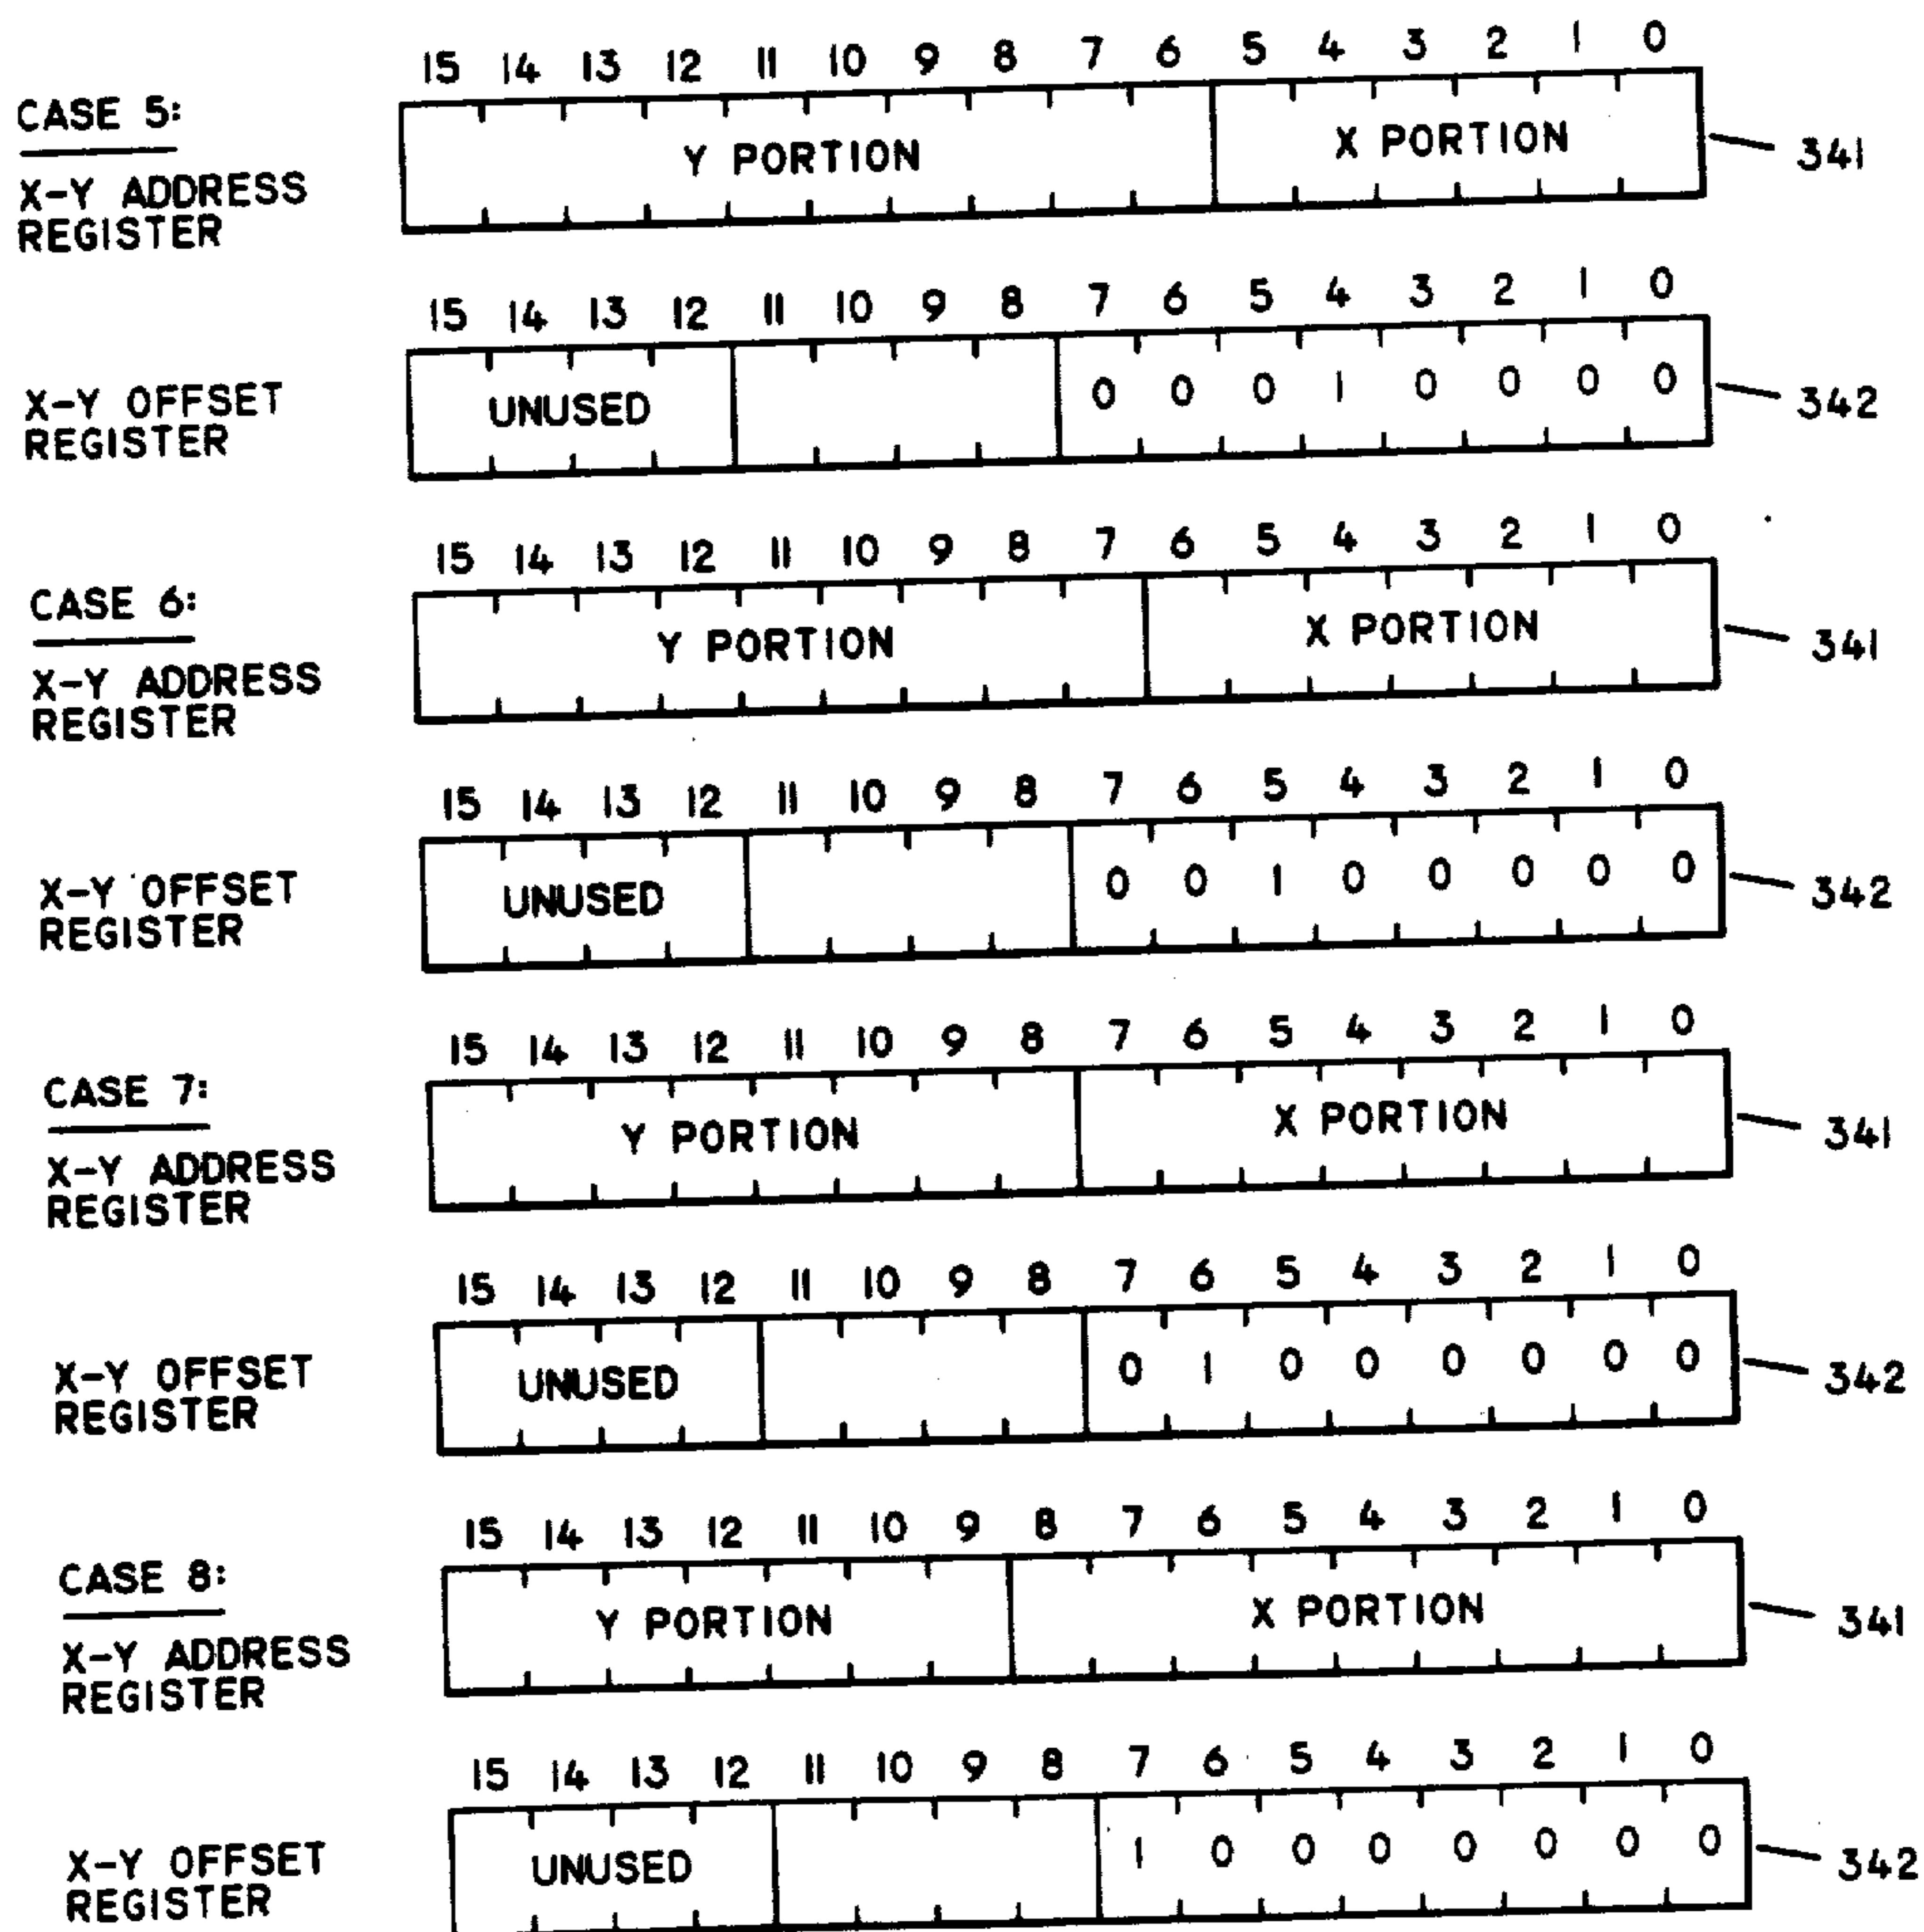 15 14 13 12 11 10 9 8 7 6 5 4 3 2 1 0
CASE 5:
X-Y ADDRESS
REGISTER
Y PORTION X PORTION 341
15 14 13 12 11 10 9 8 7 6 5 4 3 2 1 0
X-Y OFFSET
REGISTER
UNUSED 0 0 0 1 0 0 0 0 342
15 14 13 12 11 10 9 8 7 6 5 4 3 2 1 0
CASE 6:
X-Y ADDRESS
REGISTER
Y PORTION X PORTION 341
15 14 13 12 11 10 9 8 7 6 5 4 3 2 1 0
X-Y OFFSET
REGISTER
UNUSED 0 0 1 0 0 0 0 0 342
15 14 13 12 11 10 9 8 7 6 5 4 3 2 1 0
CASE 7:
X-Y ADDRESS
REGISTER
Y PORTION X PORTION 341
15 14 13 12 11 10 9 8 7 6 5 4 3 2 1 0
X-Y OFFSET
REGISTER
UNUSED 0 1 0 0 0 0 0 0 342
15 14 13 12 11 10 9 8 7 6 5 4 3 2 1 0
CASE 8:
X-Y ADDRESS
REGISTER
Y PORTION X PORTION 341
15 14 13 12 11 10 9 8 7 6 5 4 3 2 1 0
X-Y OFFSET
REGISTER
UNUSED 1 0 0 0 0 0 0 0 342